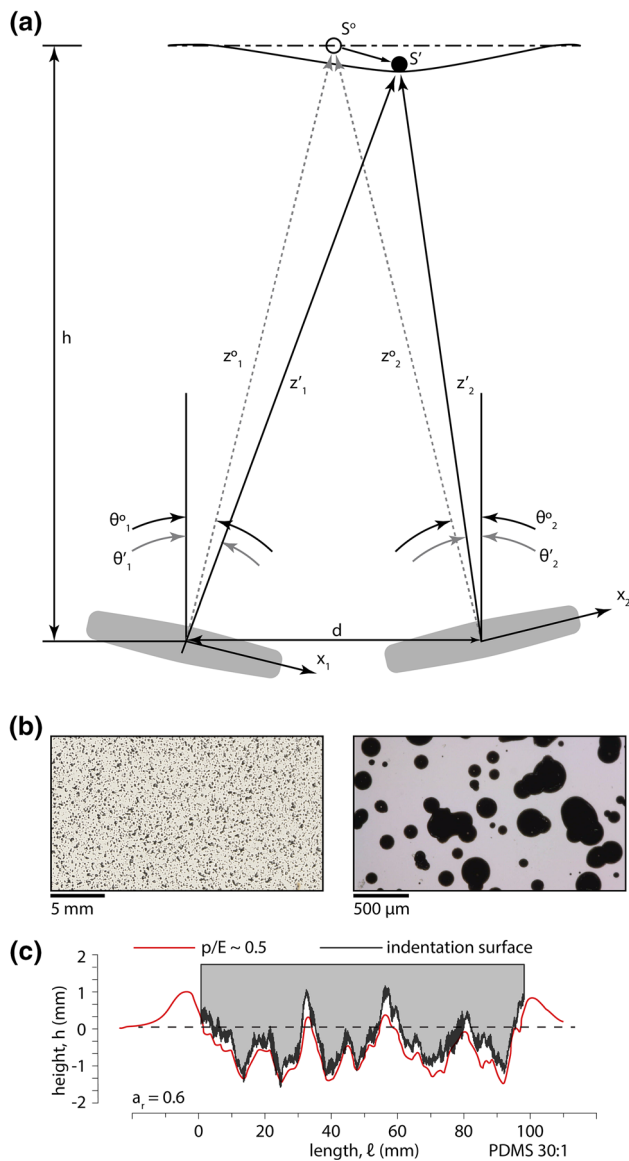 (a)
S°
S'
h
z°₁
z'₁
z°₂
z'₂
θ°₁
θ'₁
θ°₂
θ'₂
d
x₁
x₂
(b)
5 mm
500 μm
(c)
p/E ~ 0.5
indentation surface
height, h (mm)
2
1
0
-1
-2
aᵣ = 0.6
0 20 40 60 80 100
length, ℓ (mm)
PDMS 30:1